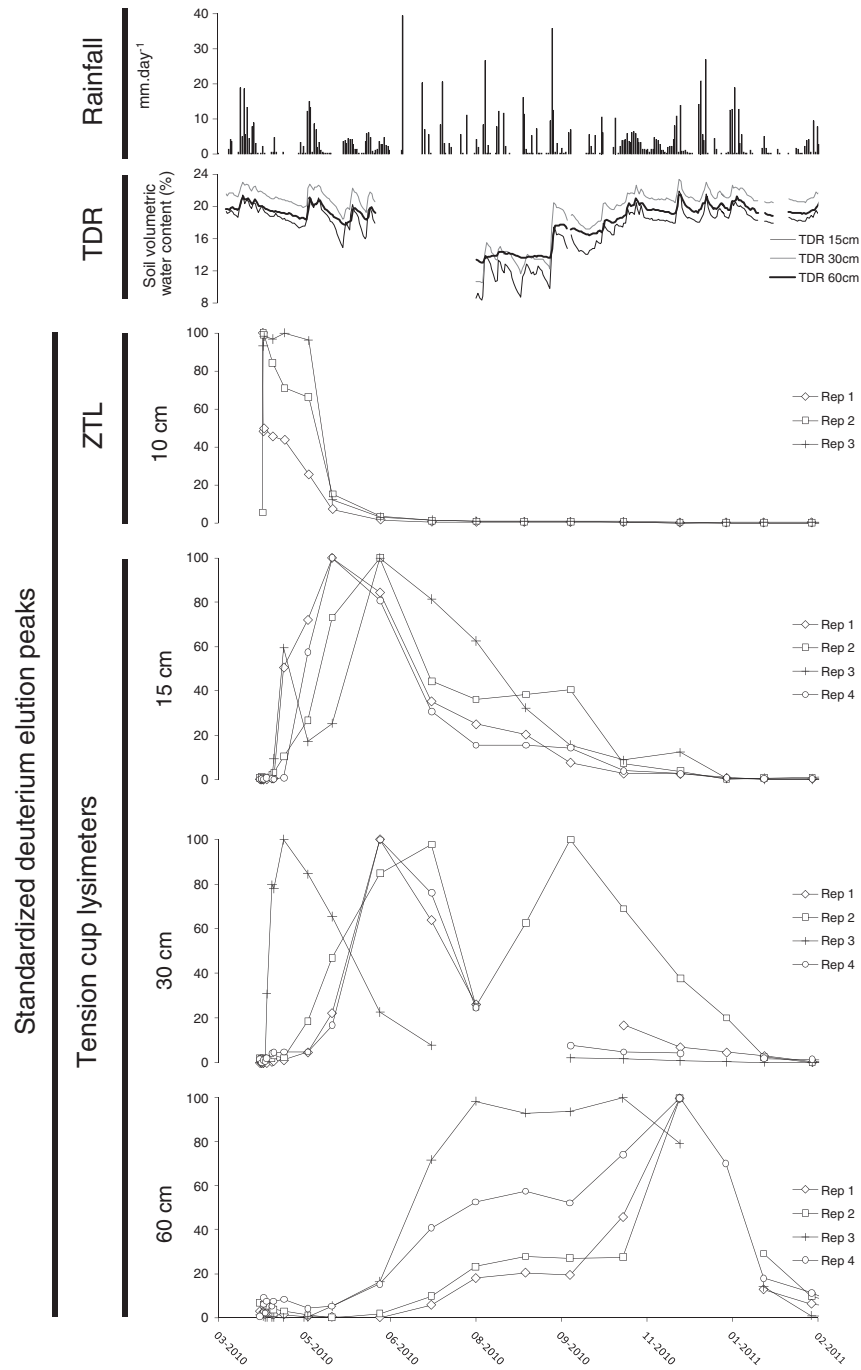 Rainfall
mm.day-1
40
30
20
10
0
TDR
Soil volumetric
water content (%)
24
20
16
12
8
TDR 15cm
TDR 30cm
TDR 60cm
Standardized deuterium elution peaks
ZTL
10 cm
100
80
60
40
20
0
Rep 1
Rep 2
Rep 3
Tension cup lysimeters
15 cm
100
80
60
40
20
0
Rep 1
Rep 2
Rep 3
Rep 4
30 cm
100
80
60
40
20
0
Rep 1
Rep 2
Rep 3
Rep 4
60 cm
100
80
60
40
20
0
Rep 1
Rep 2
Rep 3
Rep 4
03-2010
05-2010
06-2010
08-2010
09-2010
11-2010
01-2011
02-2011